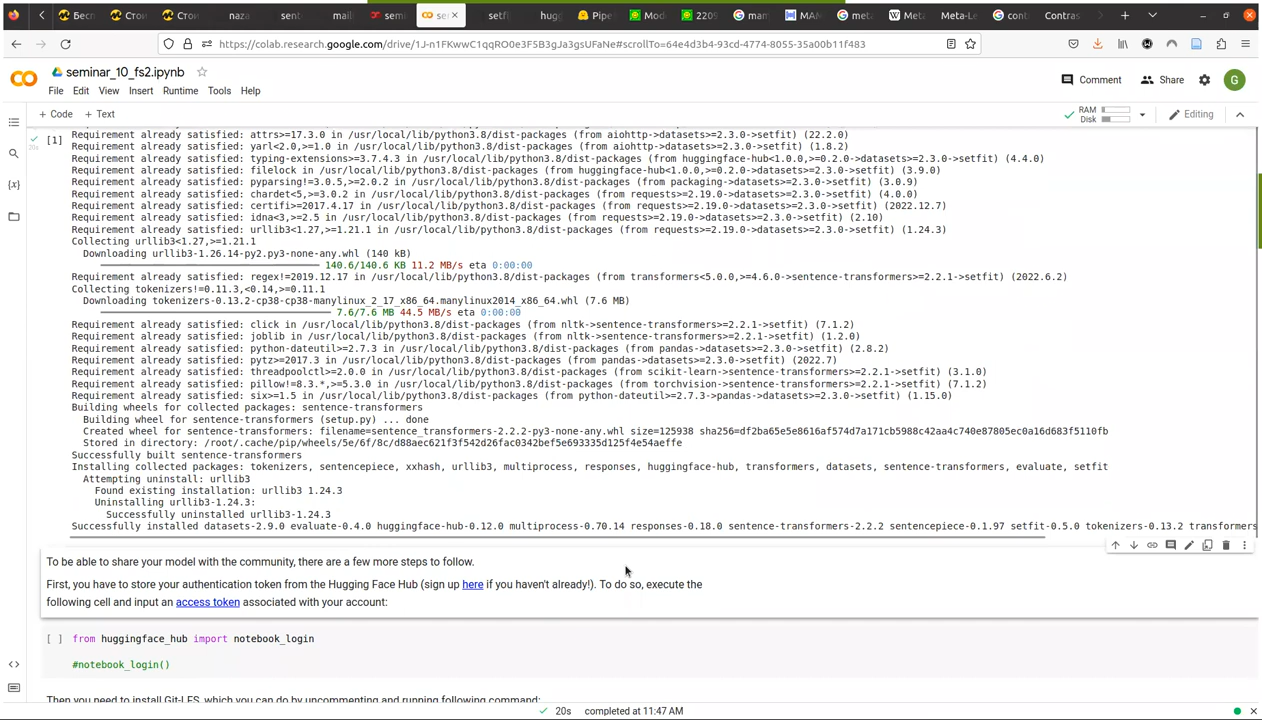 Бесп
Стои
Стои
naza
sent
mail
semi
se
setfi
hugg
Pipe
Mod
2209
mam
MAM
meta
Meta
Meta-Le
cont
Contras
https://colab.research.google.com/drive/1J-n1FKwwC1qqRO0e3F5B3gJa3gsUFaNe#scrollTo=64e4d3b4-93cd-4774-8055-35a00b11f483
seminar_10_fs2.ipynb
File Edit View Insert Runtime Tools Help
Comment
Share
G
+ Code + Text
RAM
Disk
Editing
[1]
20s
Requirement already satisfied: attrs>=17.3.0 in /usr/local/lib/python3.8/dist-packages (from aiohttp->datasets>=2.3.0->setfit) (22.2.0)
Requirement already satisfied: yarl<2.0,>=1.0 in /usr/local/lib/python3.8/dist-packages (from aiohttp->datasets>=2.3.0->setfit) (1.8.2)
Requirement already satisfied: typing-extensions>=3.7.4.3 in /usr/local/lib/python3.8/dist-packages (from huggingface-hub<1.0.0,>=0.2.0->datasets>=2.3.0->setfit) (4.4.0)
Requirement already satisfied: filelock in /usr/local/lib/python3.8/dist-packages (from huggingface-hub<1.0.0,>=0.2.0->datasets>=2.3.0->setfit) (3.9.0)
Requirement already satisfied: pyparsing!=3.0.5,>=2.0.2 in /usr/local/lib/python3.8/dist-packages (from packaging->datasets>=2.3.0->setfit) (3.0.9)
Requirement already satisfied: chardet<5,>=3.0.2 in /usr/local/lib/python3.8/dist-packages (from requests>=2.19.0->datasets>=2.3.0->setfit) (4.0.0)
Requirement already satisfied: certifi>=2017.4.17 in /usr/local/lib/python3.8/dist-packages (from requests>=2.19.0->datasets>=2.3.0->setfit) (2022.12.7)
Requirement already satisfied: idna<3,>=2.5 in /usr/local/lib/python3.8/dist-packages (from requests>=2.19.0->datasets>=2.3.0->setfit) (2.10)
Requirement already satisfied: urllib3<1.27,>=1.21.1 in /usr/local/lib/python3.8/dist-packages (from requests>=2.19.0->datasets>=2.3.0->setfit) (1.24.3)
Collecting urllib3<1.27,>=1.21.1
Downloading urllib3-1.26.14-py2.py3-none-any.whl (140 kB)
140.6/140.6 KB 11.2 MB/s eta 0:00:00
Requirement already satisfied: regex!=2019.12.17 in /usr/local/lib/python3.8/dist-packages (from transformers<5.0.0,>=4.6.0->sentence-transformers>=2.2.1->setfit) (2022.6.2)
Collecting tokenizers!=0.11.3,<0.14,>=0.11.1
Downloading tokenizers-0.13.2-cp38-cp38-manylinux_2_17_x86_64.manylinux2014_x86_64.whl (7.6 MB)
7.6/7.6 MB 44.5 MB/s eta 0:00:00
Requirement already satisfied: click in /usr/local/lib/python3.8/dist-packages (from nltk->sentence-transformers>=2.2.1->setfit) (7.1.2)
Requirement already satisfied: joblib in /usr/local/lib/python3.8/dist-packages (from nltk->sentence-transformers>=2.2.1->setfit) (1.2.0)
Requirement already satisfied: python-dateutil>=2.7.3 in /usr/local/lib/python3.8/dist-packages (from pandas->datasets>=2.3.0->setfit) (2.8.2)
Requirement already satisfied: pytz>=2017.3 in /usr/local/lib/python3.8/dist-packages (from pandas->datasets>=2.3.0->setfit) (2022.7)
Requirement already satisfied: threadpoolctl>=2.0.0 in /usr/local/lib/python3.8/dist-packages (from scikit-learn->sentence-transformers>=2.2.1->setfit) (3.1.0)
Requirement already satisfied: pillow!=8.3.*,>=5.3.0 in /usr/local/lib/python3.8/dist-packages (from torchvision->sentence-transformers>=2.2.1->setfit) (7.1.2)
Requirement already satisfied: six>=1.5 in /usr/local/lib/python3.8/dist-packages (from python-dateutil>=2.7.3->pandas->datasets>=2.3.0->setfit) (1.15.0)
Building wheels for collected packages: sentence-transformers
Building wheel for sentence-transformers (setup.py) ... done
Created wheel for sentence-transformers: filename=sentence_transformers-2.2.2-py3-none-any.whl size=125938 sha256=df2ba65e5e8616af574d7a171cb5988c42aa4c740e87805ec0a16d683f5110fb
Stored in directory: /root/.cache/pip/wheels/5e/6f/8c/d88aec621f3f542d26fac0342bef5e693335d125f4e54aeffe
Successfully built sentence-transformers
Installing collected packages: tokenizers, sentencepiece, xxhash, urllib3, multiprocess, responses, huggingface-hub, transformers, datasets, sentence-transformers, evaluate, setfit
Attempting uninstall: urllib3
Found existing installation: urllib3 1.24.3
Uninstalling urllib3-1.24.3:
Successfully uninstalled urllib3-1.24.3
Successfully installed datasets-2.9.0 evaluate-0.4.0 huggingface-hub-0.12.0 multiprocess-0.70.14 responses-0.18.0 sentence-transformers-2.2.2 sentencepiece-0.1.97 setfit-0.5.0 tokenizers-0.13.2 transformers
To be able to share your model with the community, there are a few more steps to follow.
First, you have to store your authentication token from the Hugging Face Hub (sign up here if you haven't already!). To do so, execute the
following cell and input an access token associated with your account:
[ ] from huggingface_hub import notebook_login
#notebook_login()
Then you need to install Git-LFS, which you can do by uncommenting and running following command:
20s completed at 11:47 AM